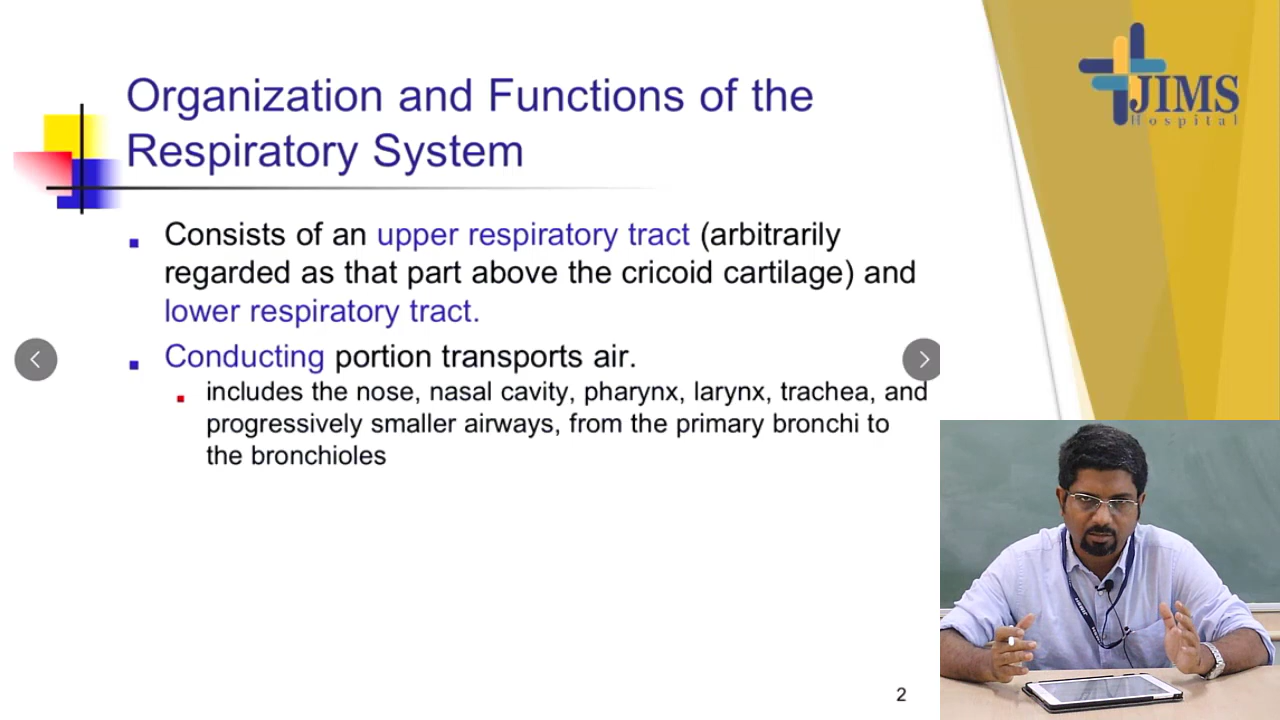 Organization and Functions of the
Respiratory System
JIMS
Hospital
Consists of an upper respiratory tract (arbitrarily
regarded as that part above the cricoid cartilage) and
lower respiratory tract.
Conducting portion transports air.
includes the nose, nasal cavity, pharynx, larynx, trachea, and
progressively smaller airways, from the primary bronchi to
the bronchioles
2